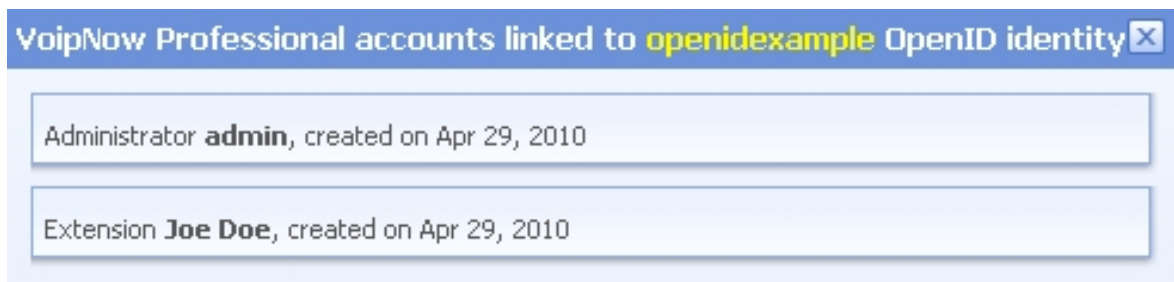 VoipNow Professional accounts linked to openidexample OpenID identity
Administrator admin, created on Apr 29, 2010
Extension Joe Doe, created on Apr 29, 2010